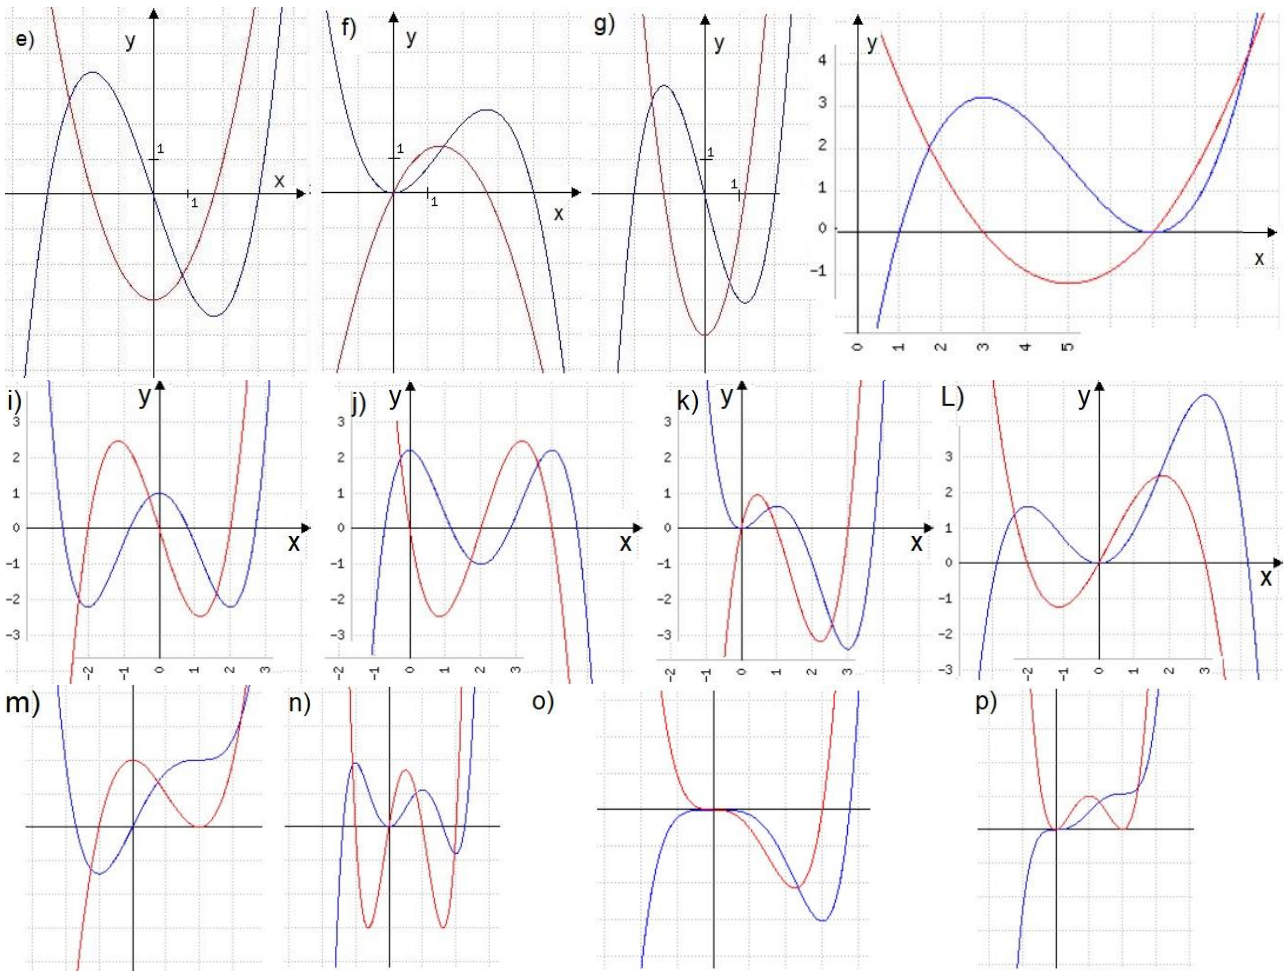 e) y 1 1 x
f) y 1 1 x
g) y 1 1
y 4 3 2 1 0 -1 x
0 1 2 3 4 5
i) y 3 2 1 0 -1 -2 -3 x
-2 -1 0 1 2 3
j) y 3 2 1 0 -1 -2 -3 x
-2 -1 0 1 2 3
k) y 3 2 1 0 -1 -2 -3 x
-2 -1 0 1 2 3
L) y 3 2 1 0 -1 -2 -3 x
-2 -1 0 1 2 3
m)
n)
o)
p)